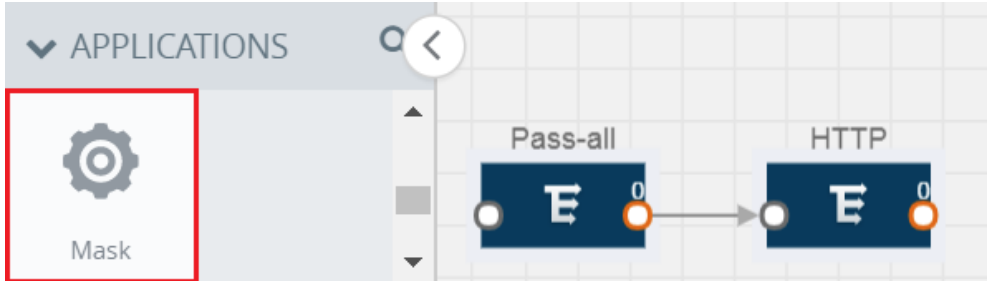 APPLICATIONS
Mask
Pass-all
0
HTTP
0